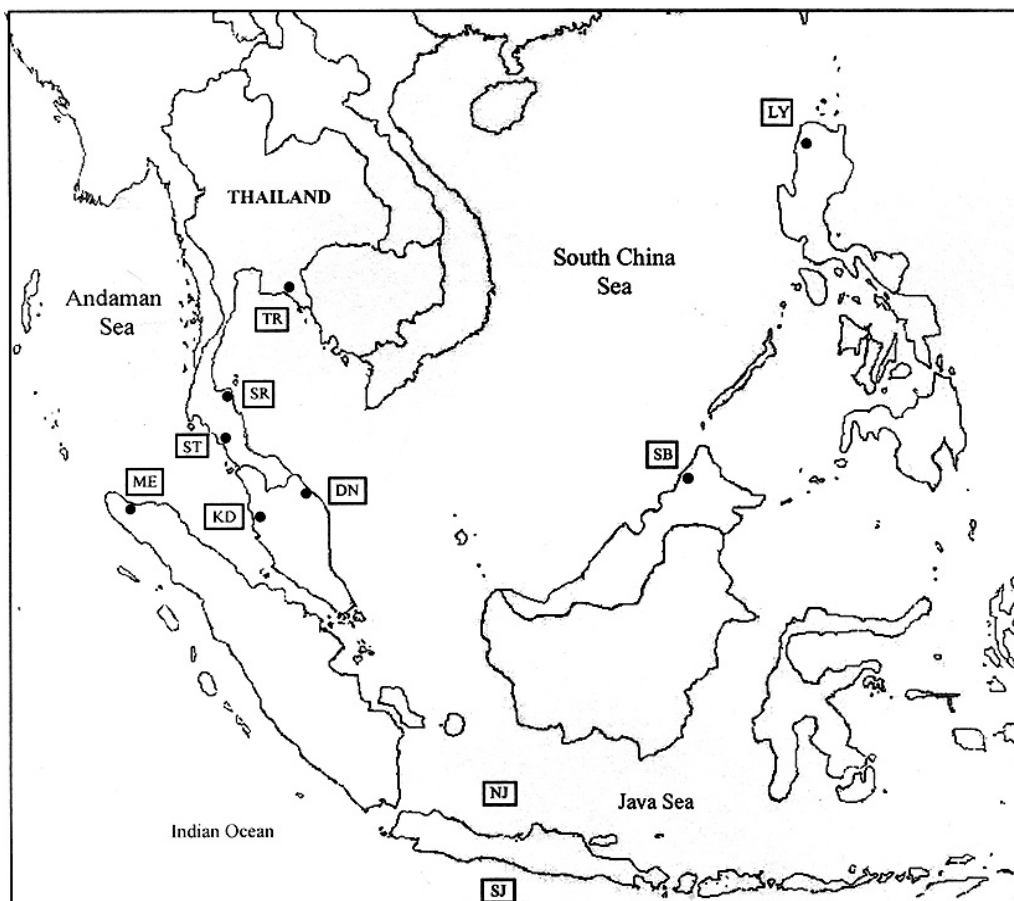 LY
THAILAND
South China
Sea
Andaman
Sea
TR
SR
ST
SB
ME
DN
KD
NJ
Java Sea
Indian Ocean
SJ